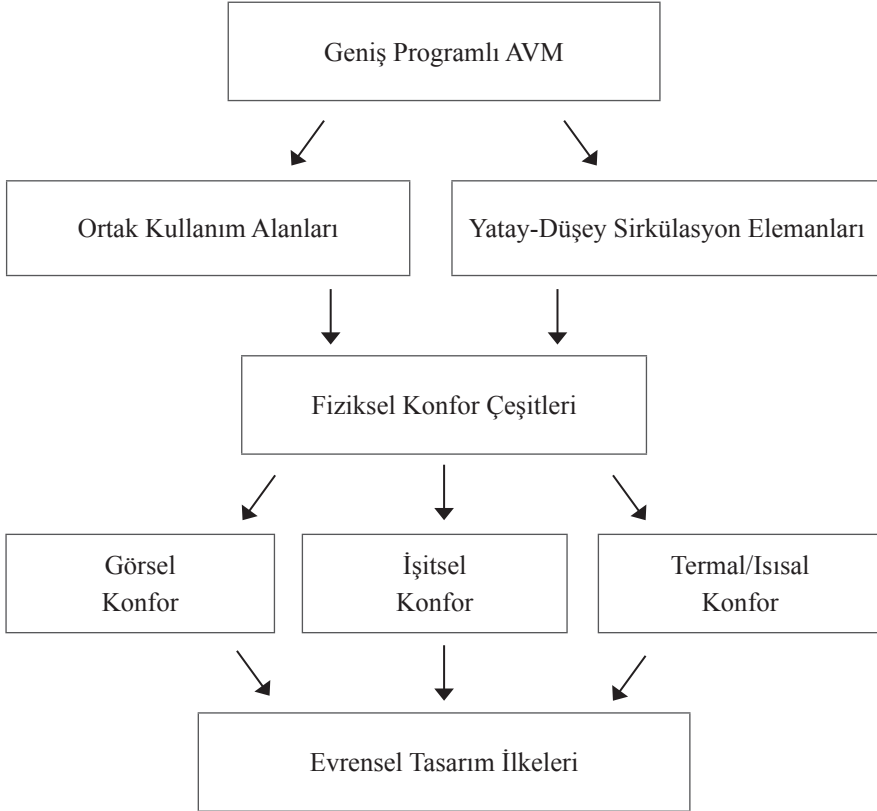 Geniş Programlı AVM
Ortak Kullanım Alanları
Yatay-Düşey Sirkülasyon Elemanları
Fiziksel Konfor Çeşitleri
Görsel
Konfor
İşitsel
Konfor
Termal/Isısal
Konfor
Evrensel Tasarım İlkeleri